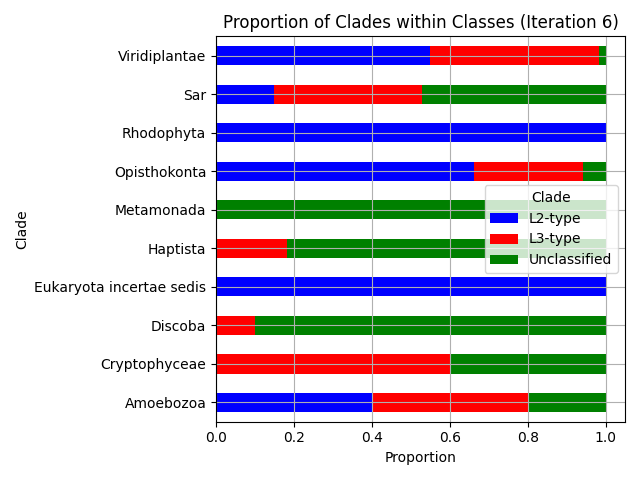 Proportion of Clades within Classes (Iteration 6)
Clade
Viridiplantae
Sar
Rhodophyta
Opisthokonta
Metamonada
Haptista
Eukaryota incertae sedis
Discoba
Cryptophyceae
Amoebozoa
Clade
L2-type
L3-type
Unclassified
0.0 0.2 0.4 0.6 0.8 1.0
Proportion